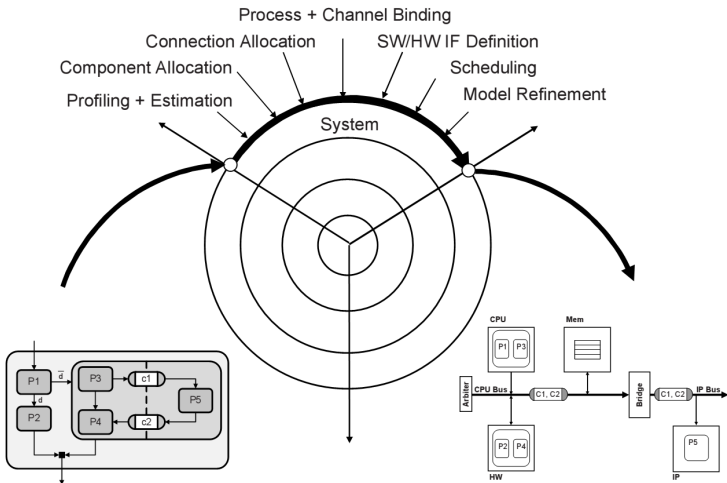 Process + Channel Binding
Connection Allocation
SW/HW IF Definition
Component Allocation
Scheduling
Profiling + Estimation
Model Refinement
System
P1
d̅
P3
c1
P5
d
P2
P4
c2
CPU
Mem
P1 P3
Arbiter
CPU Bus
C1, C2
Bridge
C1, C2
IP Bus
P2 P4
HW
P5
IP